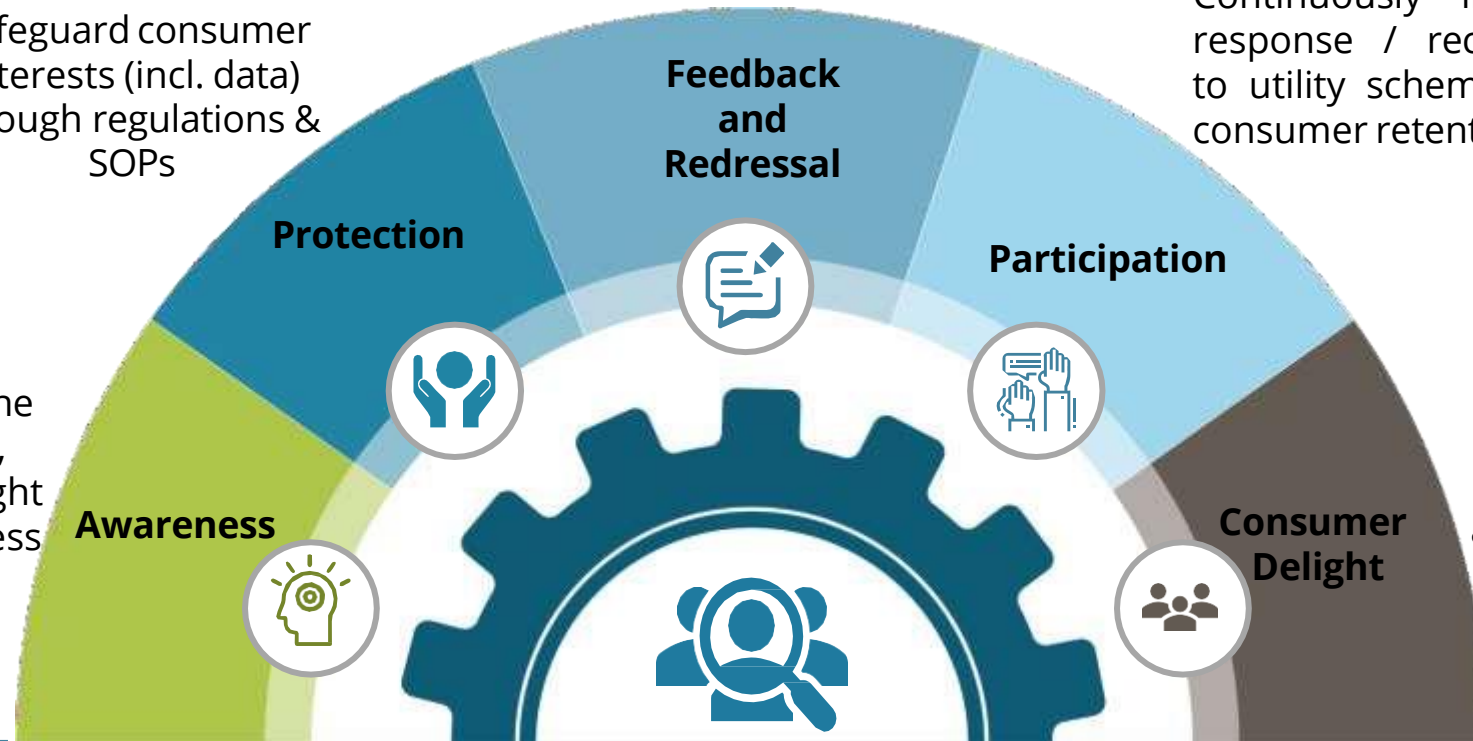 feguard consumer
terests (incl. data)
ough regulations &
SOPs
Continuously
response / rec
to utility schem
consumer retent
Feedback
and
Redressal
Protection
Participation
ne
,
ght
ess
Awareness
Consumer
Delight